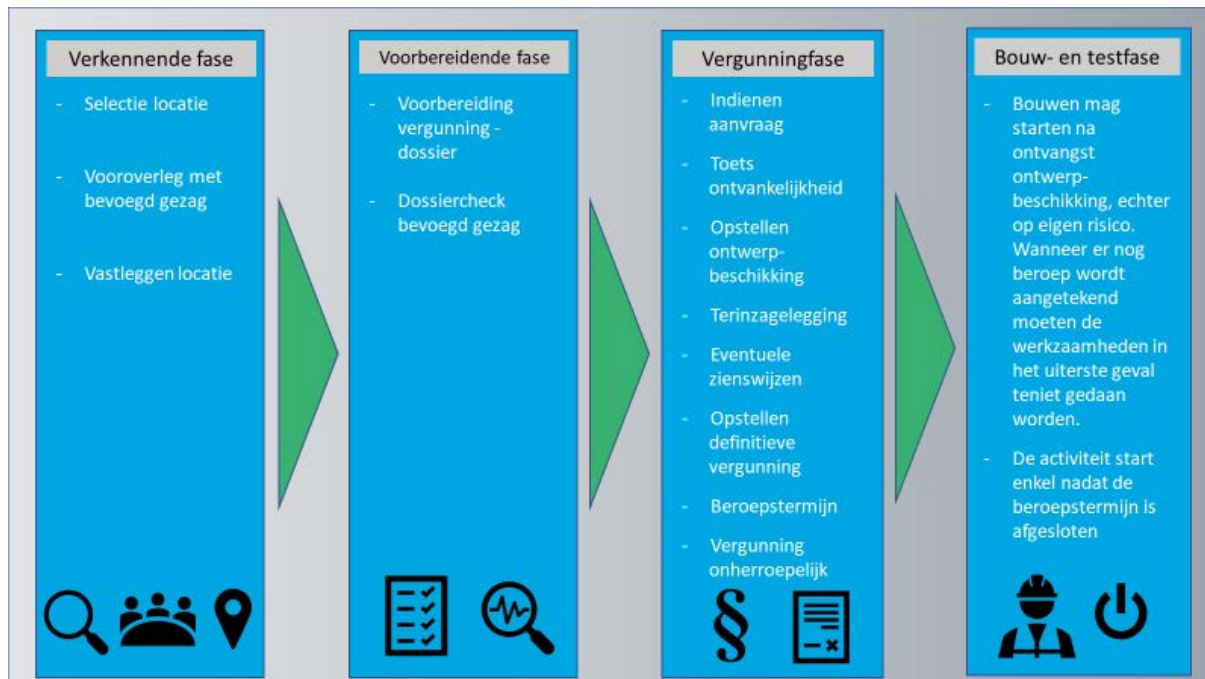 Verkennende fase
- Selectie locatie
- Vooroverleg met
bevoegd gezag
- Vastleggen locatie
Voorbereidende fase
- Voorbereiding
vergunning -
dossier
- Dossiercheck
bevoegd gezag
Vergunningfase
- Indienen
aanvraag
- Toets
ontvankelijkheid
- Opstellen
ontwerp-
beschikking
- Terinzagelegging
- Eventuele
zienswijzen
- Opstellen
definitieve
vergunning
- Beroepstermijn
- Vergunning
onherroepelijk
§
Bouw- en testfase
- Bouwen mag
starten na
ontvangst
ontwerp-
beschikking, echter
op eigen risico.
Wanneer er nog
beroep wordt
aangetekend
moeten de
werkzaamheden in
het uiterste geval
teniet gedaan
worden.
- De activiteit start
enkel nadat de
beroepstermijn is
afgesloten